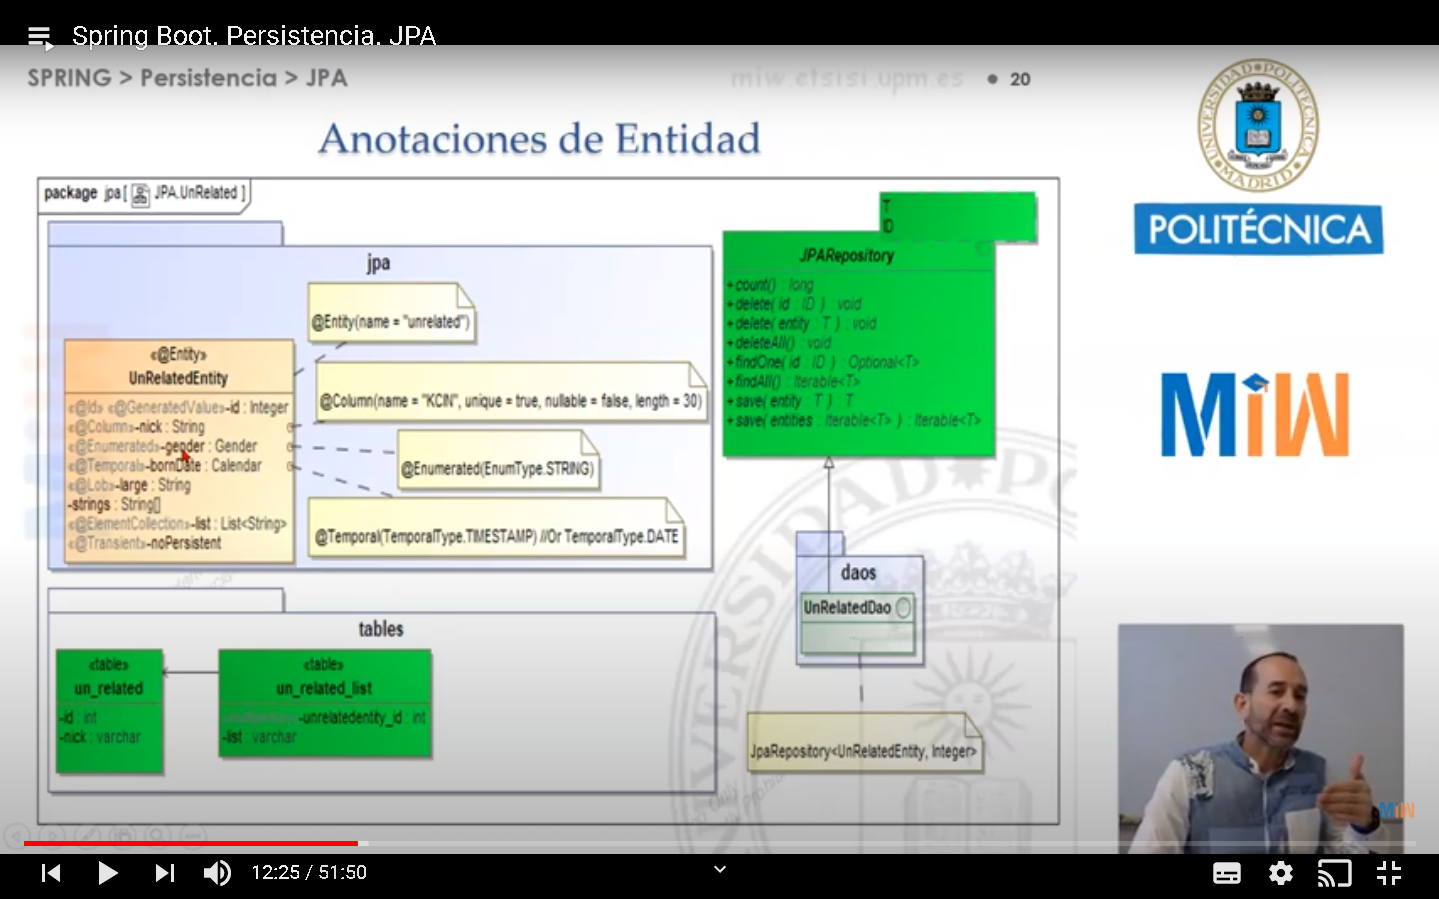 Spring Boot. Persistencia. JPA
SPRING > Persistencia > JPA
miw.etsisi.upm.es
20
Anotaciones de Entidad
package jpa [ JPA.UnRelated ]
jpa
@Entity(name = "unrelated")
@Column(name = "KCIN", unique = true, nullable = false, length = 30)
@Enumerated(EnumType.STRING)
@Temporal(TemporalType.TIMESTAMP) //Or TemporalType.DATE
«@Entity»
UnRelatedEntity
«@Id» «@GeneratedValue»-id : Integer
«@Column»-nick : String
«@Enumerated»-gender : Gender
«@Temporal»-bornDate : Calendar
«@Lob»-large : String
-strings : String[]
«@ElementCollection»-list : List<String>
«@Transient»-noPersistent
tables
«table»
un_related
-id : int
-nick : varchar
«table»
un_related_list
-unrelatedentity_id : int
-list : varchar
T
ID
JPARepository
+count() : long
+delete( id : ID ) : void
+delete( entity : T ) : void
+deleteAll() : void
+findOne( id : ID ) : Optional<T>
+findAll() : Iterable<T>
+save( entity : T ) : T
+save( entities : Iterable<T> ) : Iterable<T>
daos
UnRelatedDao
JpaRepository<UnRelatedEntity, Integer>
UNIVERSIDAD POLITÉCNICA
MADRID
POLITÉCNICA
MiW
MiW
12:25 / 51:50